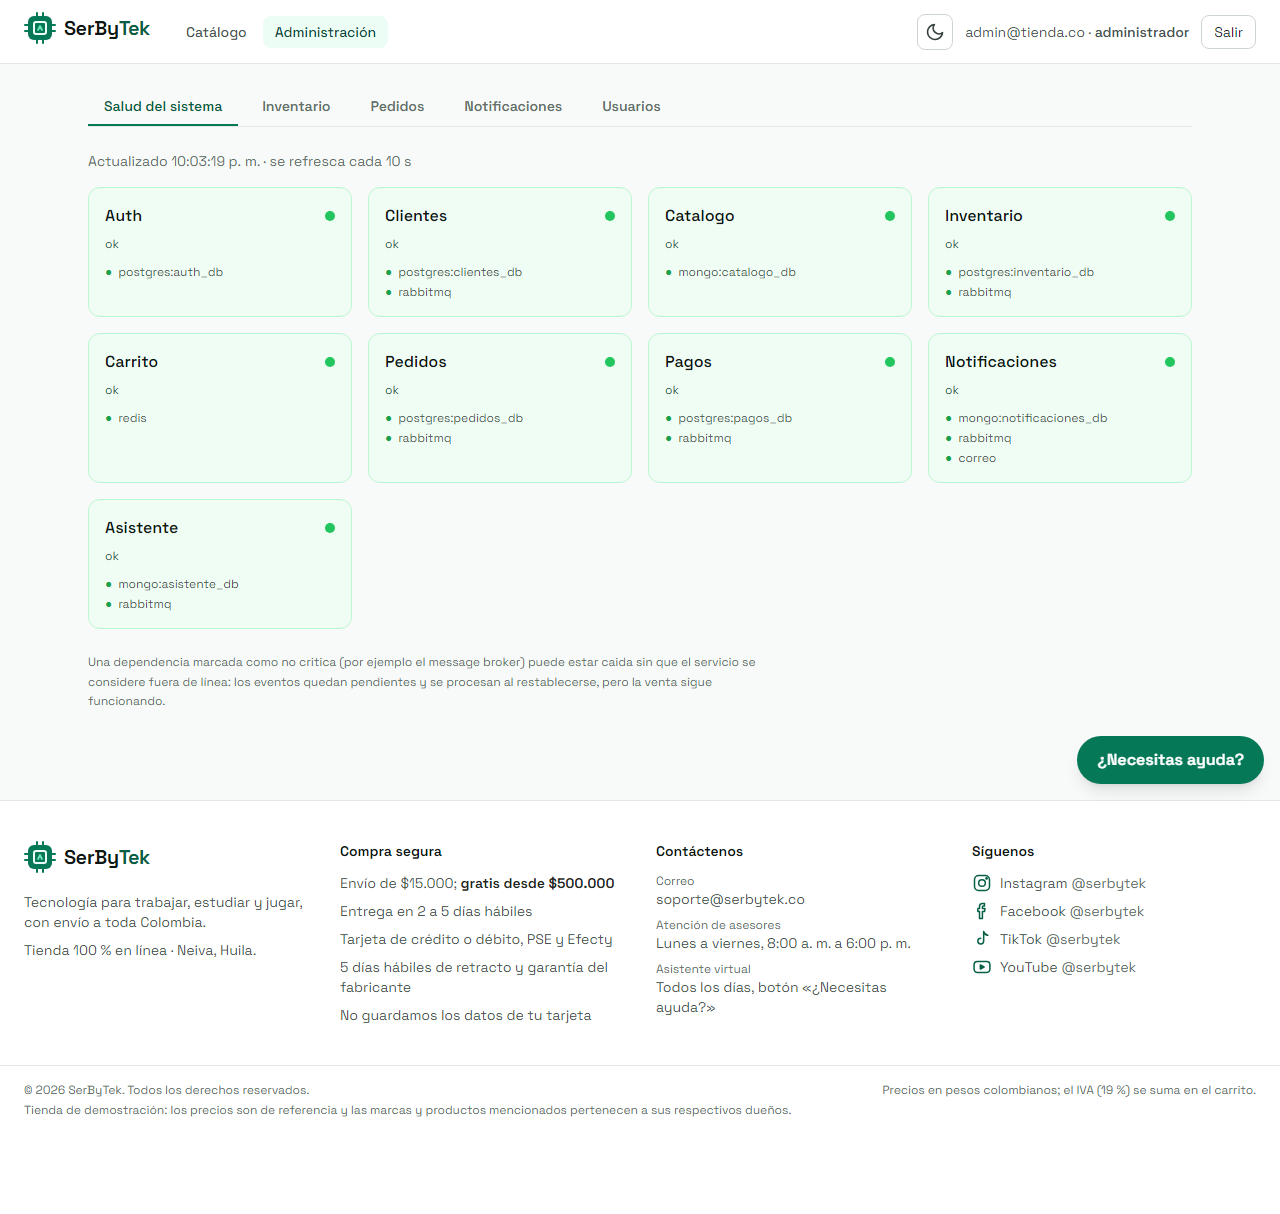 SerByTek
Catálogo
Administración
admin@tienda.co · administrador
Salir
Salud del sistema
Inventario
Pedidos
Notificaciones
Usuarios
Actualizado 10:03:19 p. m. · se refresca cada 10 s
Auth
ok
postgres:auth_db
Clientes
ok
postgres:clientes_db
rabbitmq
Catalogo
ok
mongo:catalogo_db
Inventario
ok
postgres:inventario_db
rabbitmq
Carrito
ok
redis
Pedidos
ok
postgres:pedidos_db
rabbitmq
Pagos
ok
postgres:pagos_db
rabbitmq
Notificaciones
ok
mongo:notificaciones_db
rabbitmq
correo
Asistente
ok
mongo:asistente_db
rabbitmq
Una dependencia marcada como no critica (por ejemplo el message broker) puede estar caida sin que el servicio se
considere fuera de línea: los eventos quedan pendientes y se procesan al restablecerse, pero la venta sigue
funcionando.
¿Necesitas ayuda?
SerByTek
Tecnología para trabajar, estudiar y jugar,
con envío a toda Colombia.
Tienda 100 % en línea · Neiva, Huila.
Compra segura
Envío de $15.000; gratis desde $500.000
Entrega en 2 a 5 días hábiles
Tarjeta de crédito o débito, PSE y Efecty
5 días hábiles de retracto y garantía del
fabricante
No guardamos los datos de tu tarjeta
Contáctenos
Correo
soporte@serbytek.co
Atención de asesores
Lunes a viernes, 8:00 a. m. a 6:00 p. m.
Asistente virtual
Todos los días, botón «¿Necesitas
ayuda?»
Síguenos
Instagram @serbytek
Facebook @serbytek
TikTok @serbytek
YouTube @serbytek
© 2026 SerByTek. Todos los derechos reservados.
Precios en pesos colombianos; el IVA (19 %) se suma en el carrito.
Tienda de demostración: los precios son de referencia y las marcas y productos mencionados pertenecen a sus respectivos dueños.